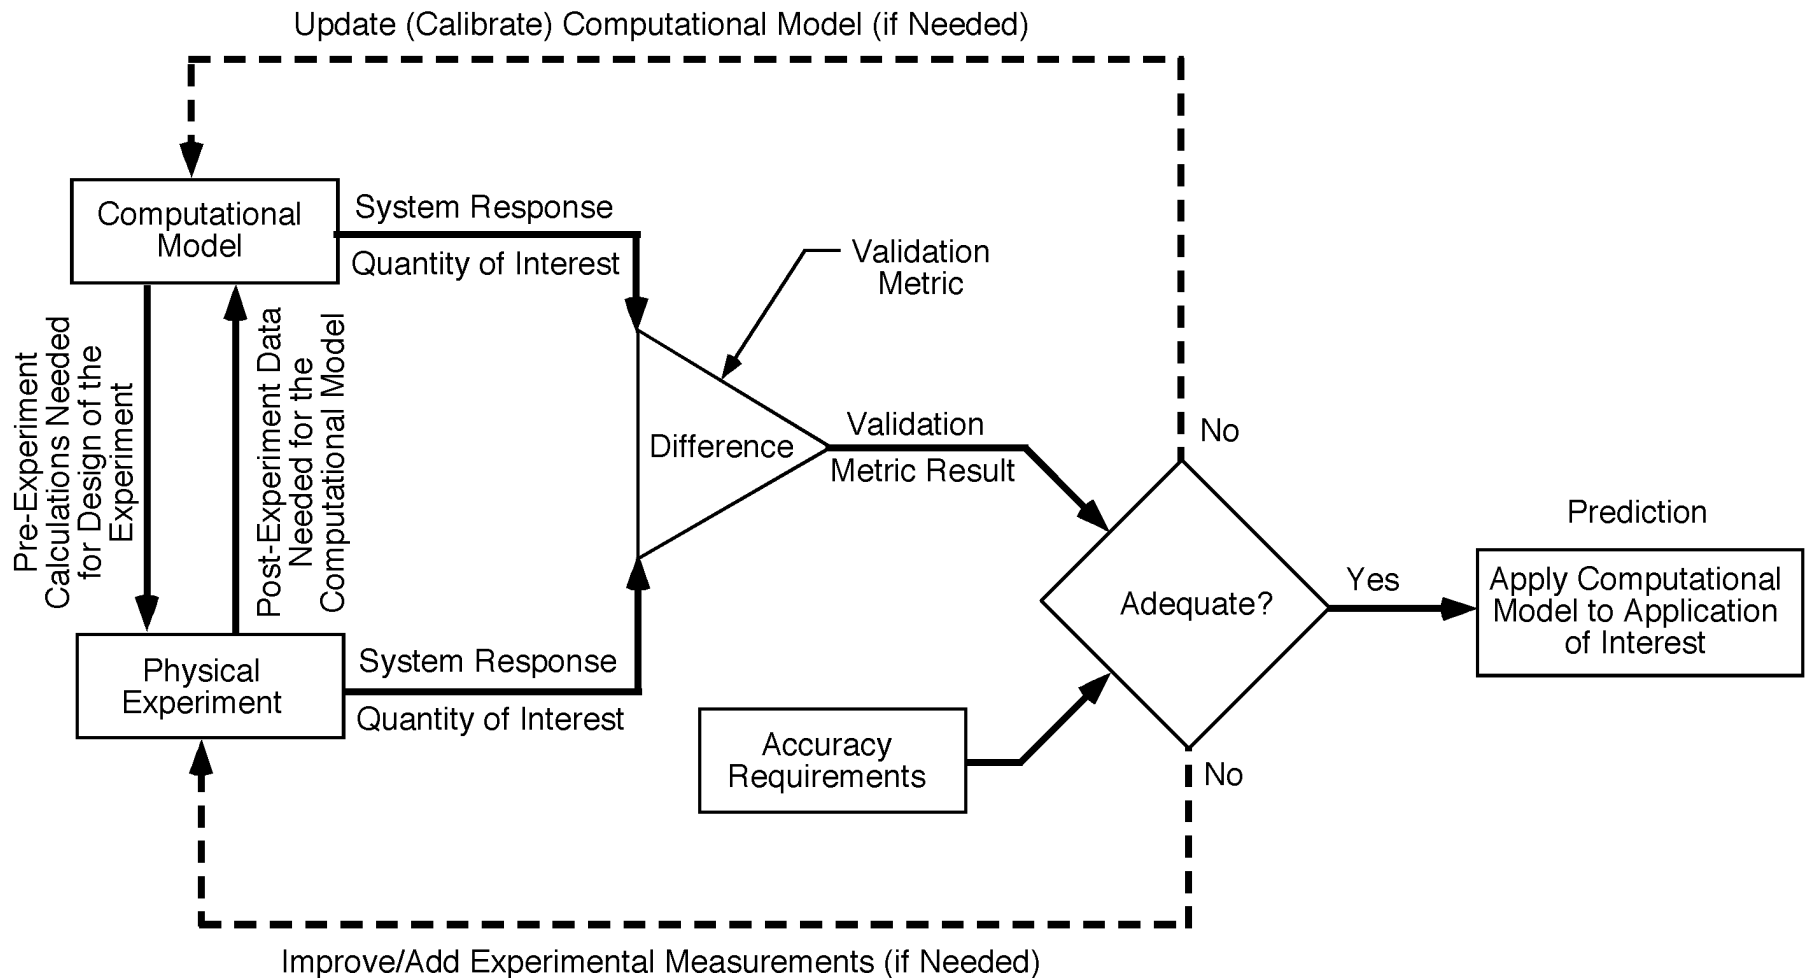 Update (Calibrate) Computational Model (if Needed)
Computational
Model
System Response
Quantity of Interest
Validation
Metric
Pre-Experiment
Calculations Needed
for Design of the
Experiment
Post-Experiment Data
Needed for the
Computational Model
Difference
Validation
Metric Result
No
Adequate?
Yes
Prediction
Apply Computational
Model to Application
of Interest
Physical
Experiment
System Response
Quantity of Interest
Accuracy
Requirements
No
Improve/Add Experimental Measurements (if Needed)